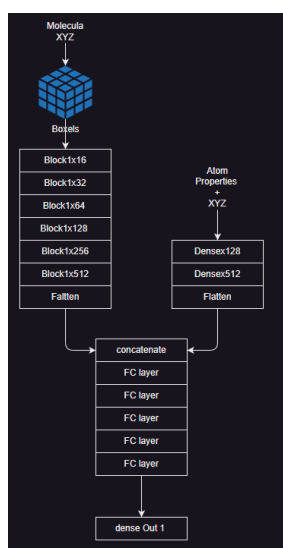 Molecula
XYZ
Boxels
Block1x16
Block1x32
Block1x64
Block1x128
Block1x256
Block1x512
Faltten
Atom
Properties
+
XYZ
Densex128
Densex512
Flatten
concatenate
FC layer
FC layer
FC layer
FC layer
FC layer
dense Out 1